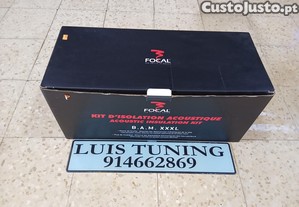 CustoJusto.pt
FOCAL
FOCAL
KIT D'ISOLATION ACOUSTIQUE
ACOUSTIC INSULATION KIT
B.A.M. XXXL
LUIS TUNING
914662869